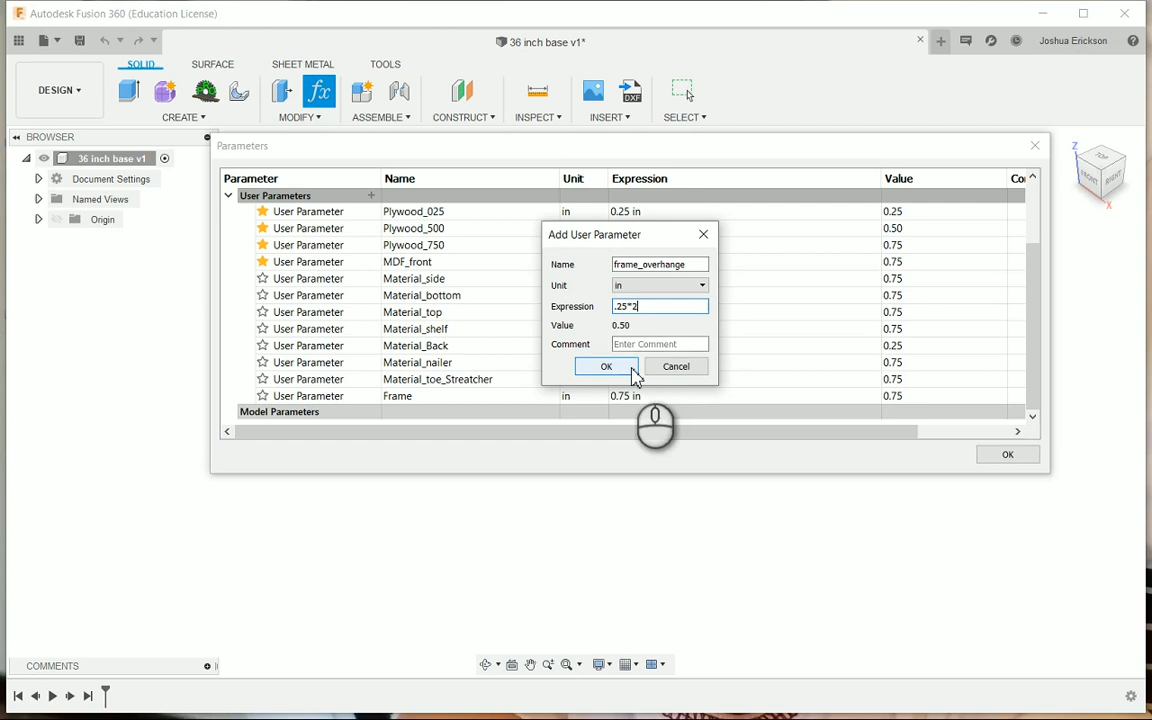 Autodesk Fusion 360 (Education License)
36 inch base v1*
Joshua Erickson
SOLID SURFACE SHEET METAL TOOLS
DESIGN
CREATE MODIFY ASSEMBLE CONSTRUCT INSPECT INSERT SELECT
fx
DXF
BROWSER
36 inch base v1
Document Settings
Named Views
Origin
TOP
FRONT
RIGHT
Z
X
Parameters
Parameter Name Unit Expression Value
User Parameters
User Parameter Plywood_025 in 0.25 in 0.25
User Parameter Plywood_500 0.50
User Parameter Plywood_750 0.75
User Parameter MDF_front 0.75
User Parameter Material_side 0.75
User Parameter Material_bottom 0.75
User Parameter Material_top 0.75
User Parameter Material_shelf 0.75
User Parameter Material_Back 0.25
User Parameter Material_nailer 0.75
User Parameter Material_toe_Streatcher 0.75
User Parameter Frame in 0.75 in 0.75
Model Parameters
OK
Add User Parameter
Name frame_overhange
Unit in
Expression .25*2
Value 0.50
Comment Enter Comment
OK Cancel
COMMENTS